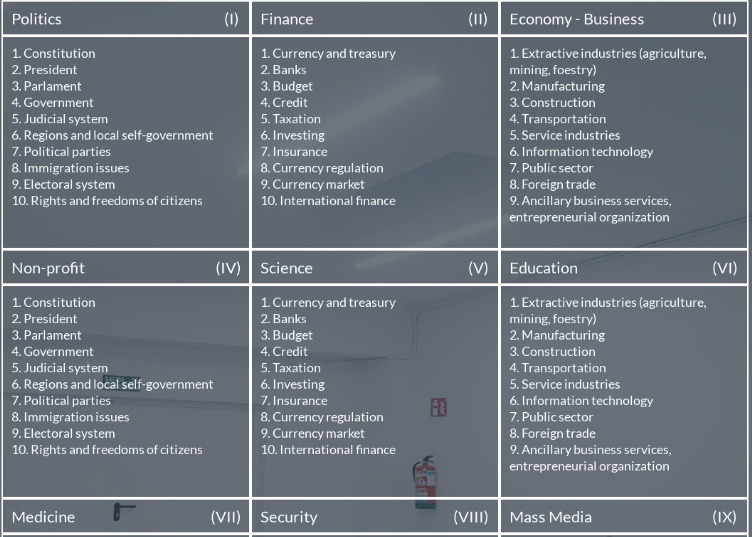 Politics (I)
1. Constitution
2. President
3. Parlament
4. Government
5. Judicial system
6. Regions and local self-government
7. Political parties
8. Immigration issues
9. Electoral system
10. Rights and freedoms of citizens
Finance (II)
1. Currency and treasury
2. Banks
3. Budget
4. Credit
5. Taxation
6. Investing
7. Insurance
8. Currency regulation
9. Currency market
10. International finance
Economy - Business (III)
1. Extractive industries (agriculture,
mining, foestry)
2. Manufacturing
3. Construction
4. Transportation
5. Service industries
6. Information technology
7. Public sector
8. Foreign trade
9. Ancillary business services,
entrepreneurial organization
Non-profit (IV)
1. Constitution
2. President
3. Parlament
4. Government
5. Judicial system
6. Regions and local self-government
7. Political parties
8. Immigration issues
9. Electoral system
10. Rights and freedoms of citizens
Science (V)
1. Currency and treasury
2. Banks
3. Budget
4. Credit
5. Taxation
6. Investing
7. Insurance
8. Currency regulation
9. Currency market
10. International finance
Education (VI)
1. Extractive industries (agriculture,
mining, foestry)
2. Manufacturing
3. Construction
4. Transportation
5. Service industries
6. Information technology
7. Public sector
8. Foreign trade
9. Ancillary business services,
entrepreneurial organization
Medicine (VII)
Security (VIII)
Mass Media (IX)